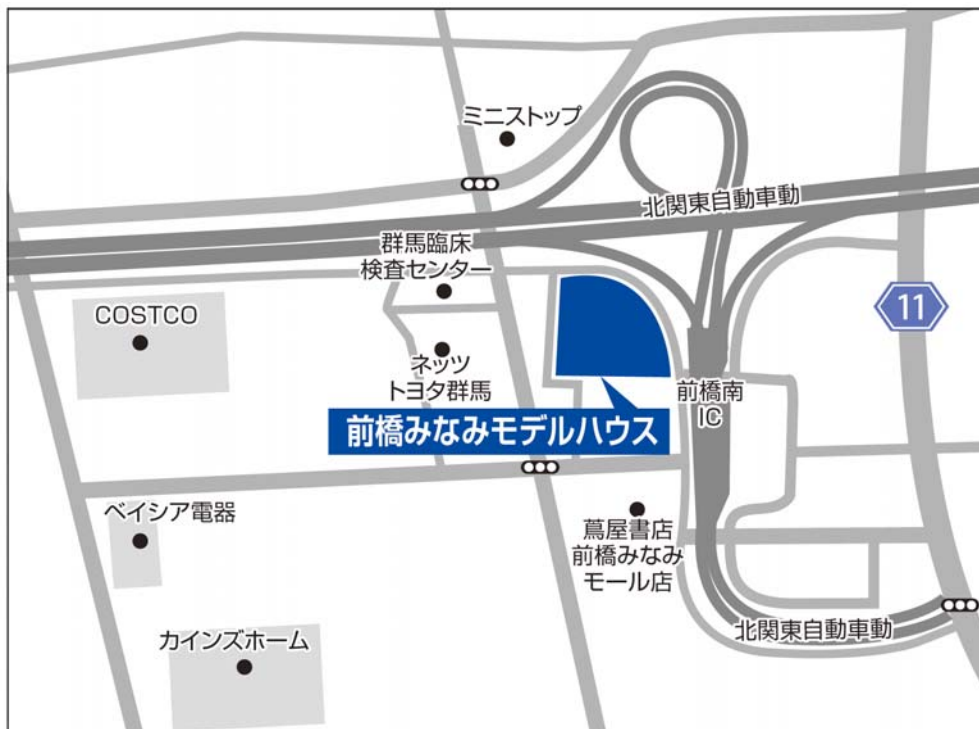 ミニストップ
北関東自動車動
群馬臨床
検査センター
COSTCO
11
ネッツ
トヨタ群馬
前橋南
IC
前橋みなみモデルハウス
ベイシア電器
蔦屋書店
前橋みなみ
モール店
北関東自動車動
カインズホーム